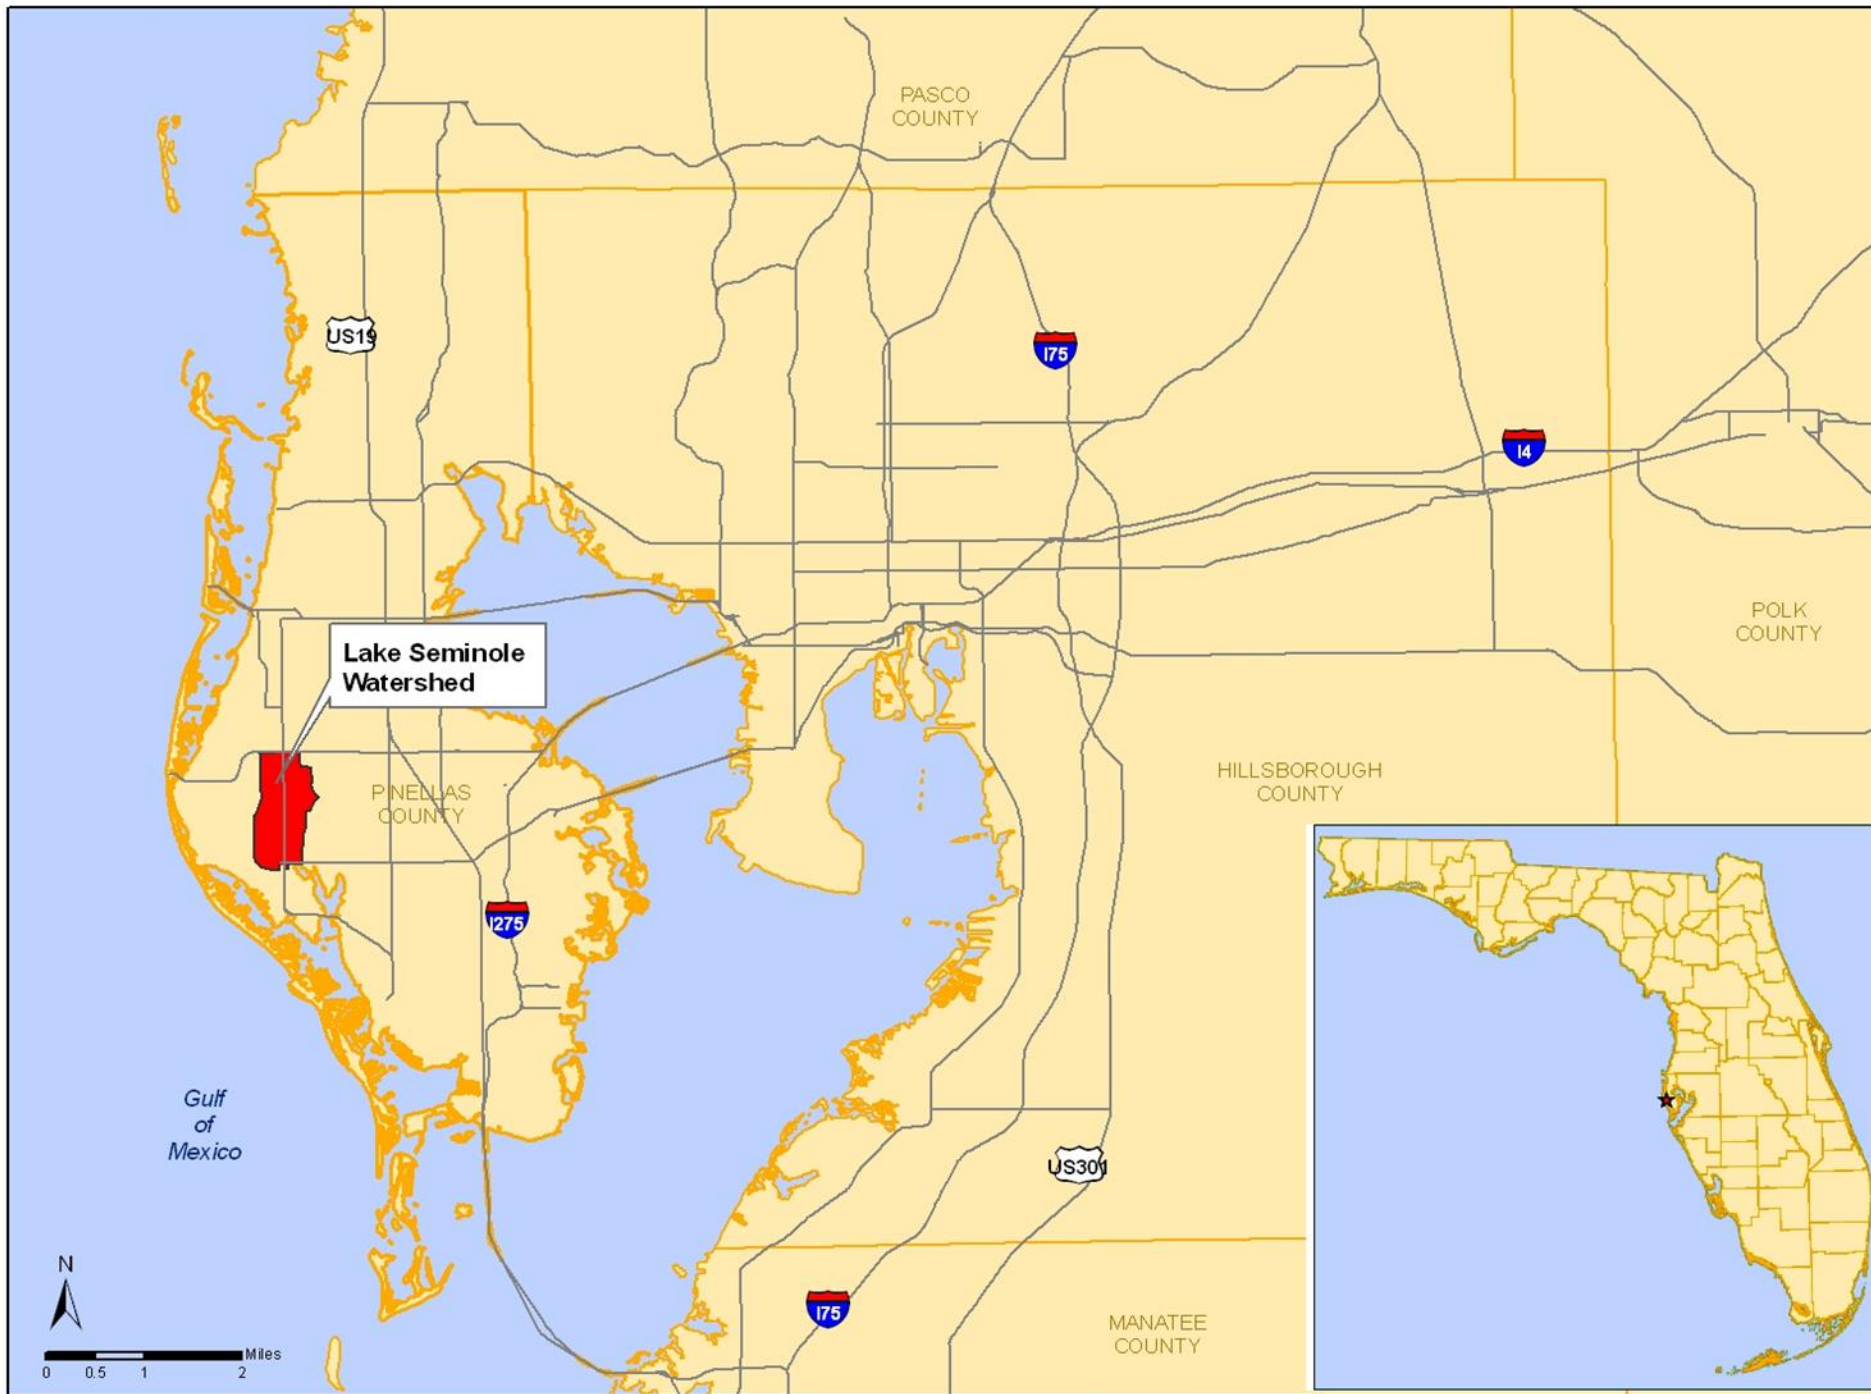 PASCO
COUNTY
US19
I75
I4
POLK
COUNTY
Lake Seminole
Watershed
HILLSBOROUGH
COUNTY
PINELLAS
COUNTY
I275
Gulf
of
Mexico
US301
N
I75
MANATEE
COUNTY
Miles
0 0.5 1 2